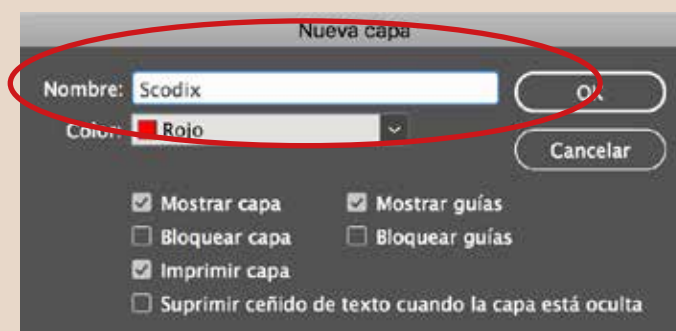 Nueva capa
Nombre: Scodix
OK
Color: Rojo
Cancelar
Mostrar capa
Mostrar guías
Bloquear capa
Bloquear guías
Imprimir capa
Suprimir ceñido de texto cuando la capa está oculta